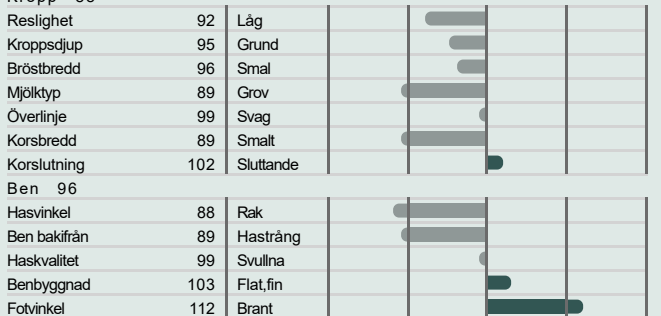 Reslighet 92 Låg
Kroppsdjup 95 Grund
Bröstbredd 96 Smal
Mjölktyp 89 Grov
Överlinje 99 Svag
Korsbredd 89 Smalt
Korslutning 102 Sluttande
Ben 96
Hasvinkel 88 Rak
Ben bakifrån 89 Hastrång
Haskvalitet 99 Svullna
Benbyggnad 103 Flat,fin
Fotvinkel 112 Brant